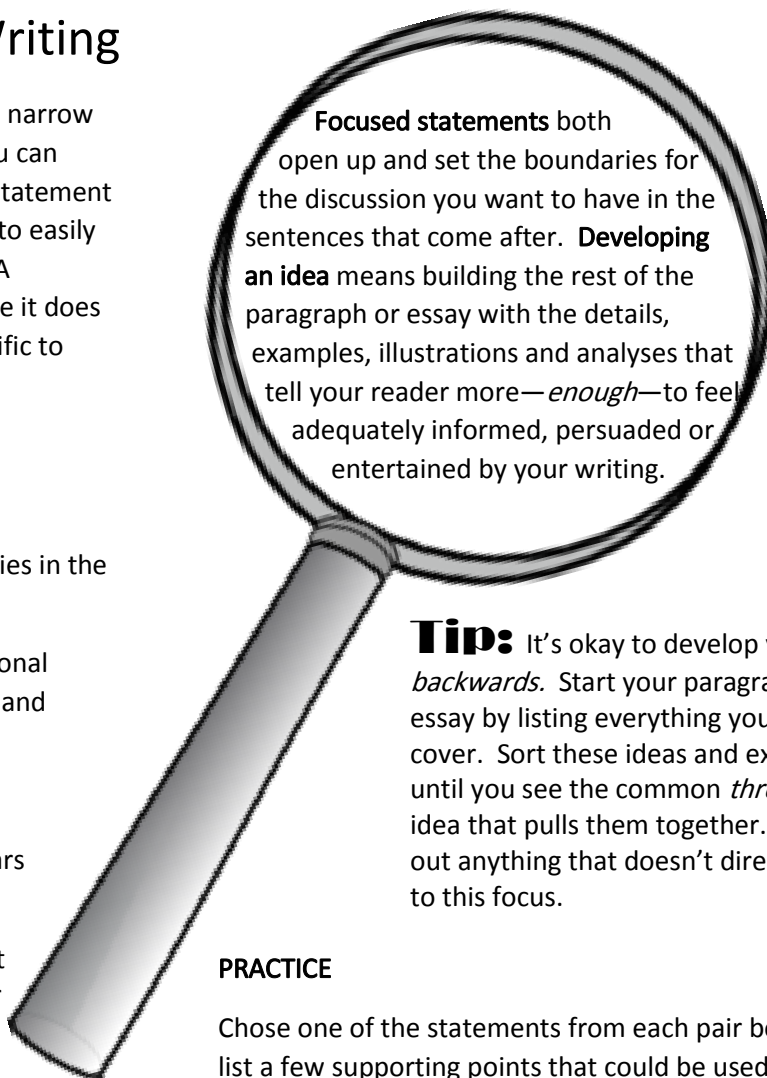 Writing
narrow
can
statement
to easily
A
e it does
ific to
ies in the
onal
and
ars
t
Focused statements both
open up and set the boundaries for
the discussion you want to have in the
sentences that come after. Developing
an idea means building the rest of the
paragraph or essay with the details,
examples, illustrations and analyses that
tell your reader more—enough—to feel
adequately informed, persuaded or
entertained by your writing.
Tip: It's okay to develop
backwards. Start your paragra
essay by listing everything you
cover. Sort these ideas and ex
until you see the common thr
idea that pulls them together.
out anything that doesn't dire
to this focus.
PRACTICE
Chose one of the statements from each pair be
list a few supporting points that could be used